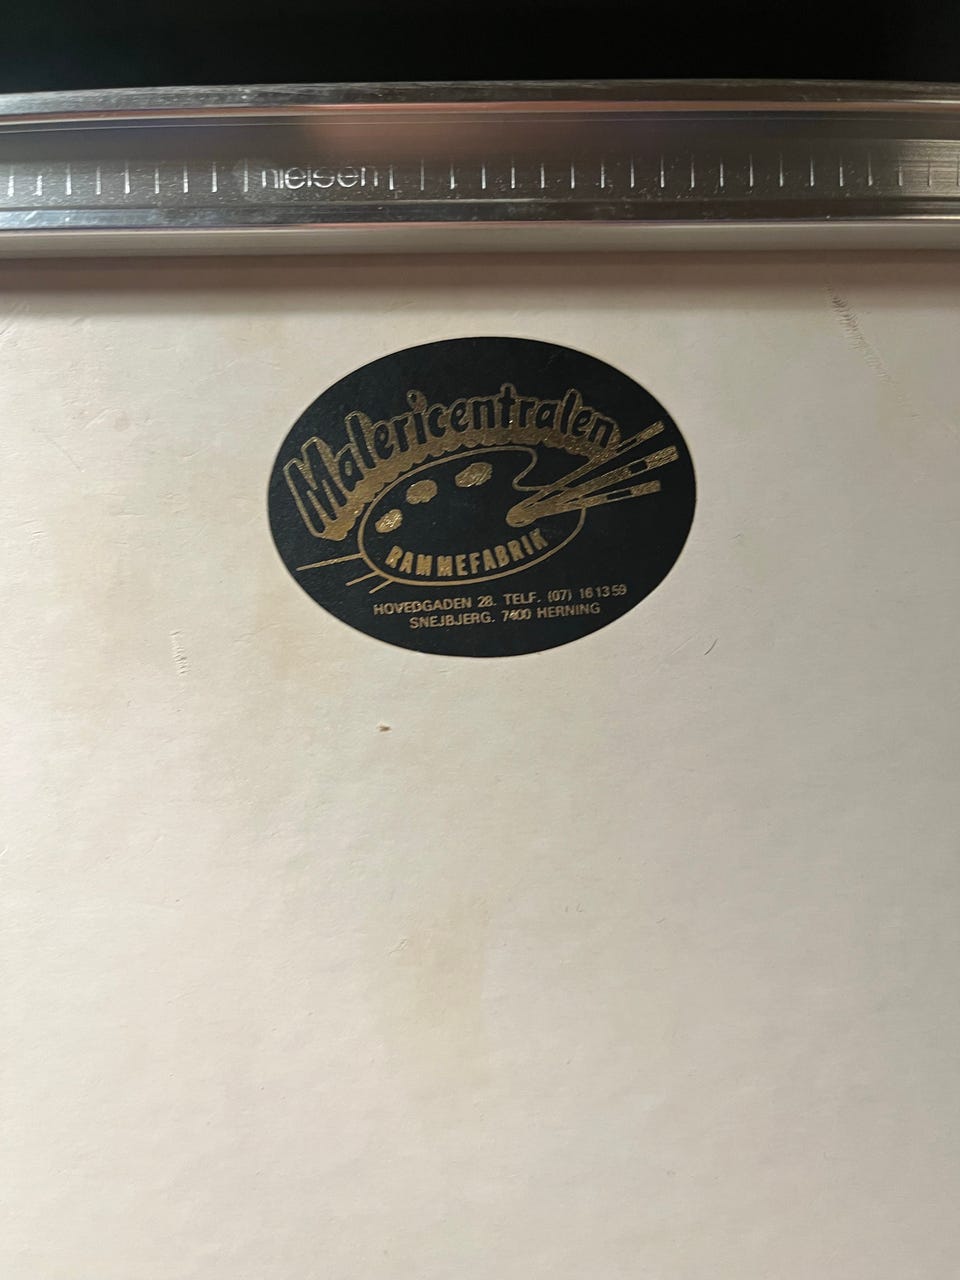 nielsen
Malericentralen
RAMMEFABRIK
HOVEDGADEN 28. TELF. (07) 16 13 59
SNEJBJERG. 7400 HERNING